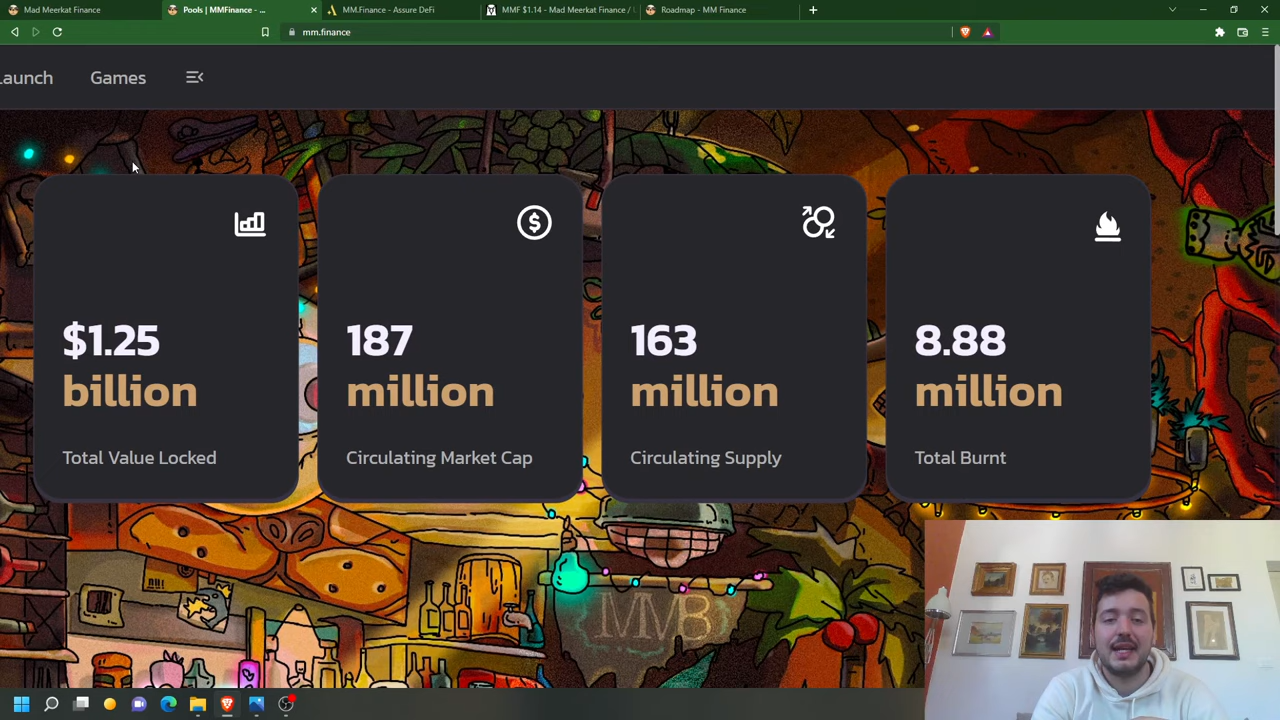 Mad Meerkat Finance
Pools | MMFinance - ...
MM.Finance - Assure DeFi
MMF $1.14 - Mad Meerkat Finance /
Roadmap - MM Finance
mm.finance
Launch
Games
$1.25
billion
Total Value Locked
187
million
Circulating Market Cap
163
million
Circulating Supply
8.88
million
Total Burnt
MMB